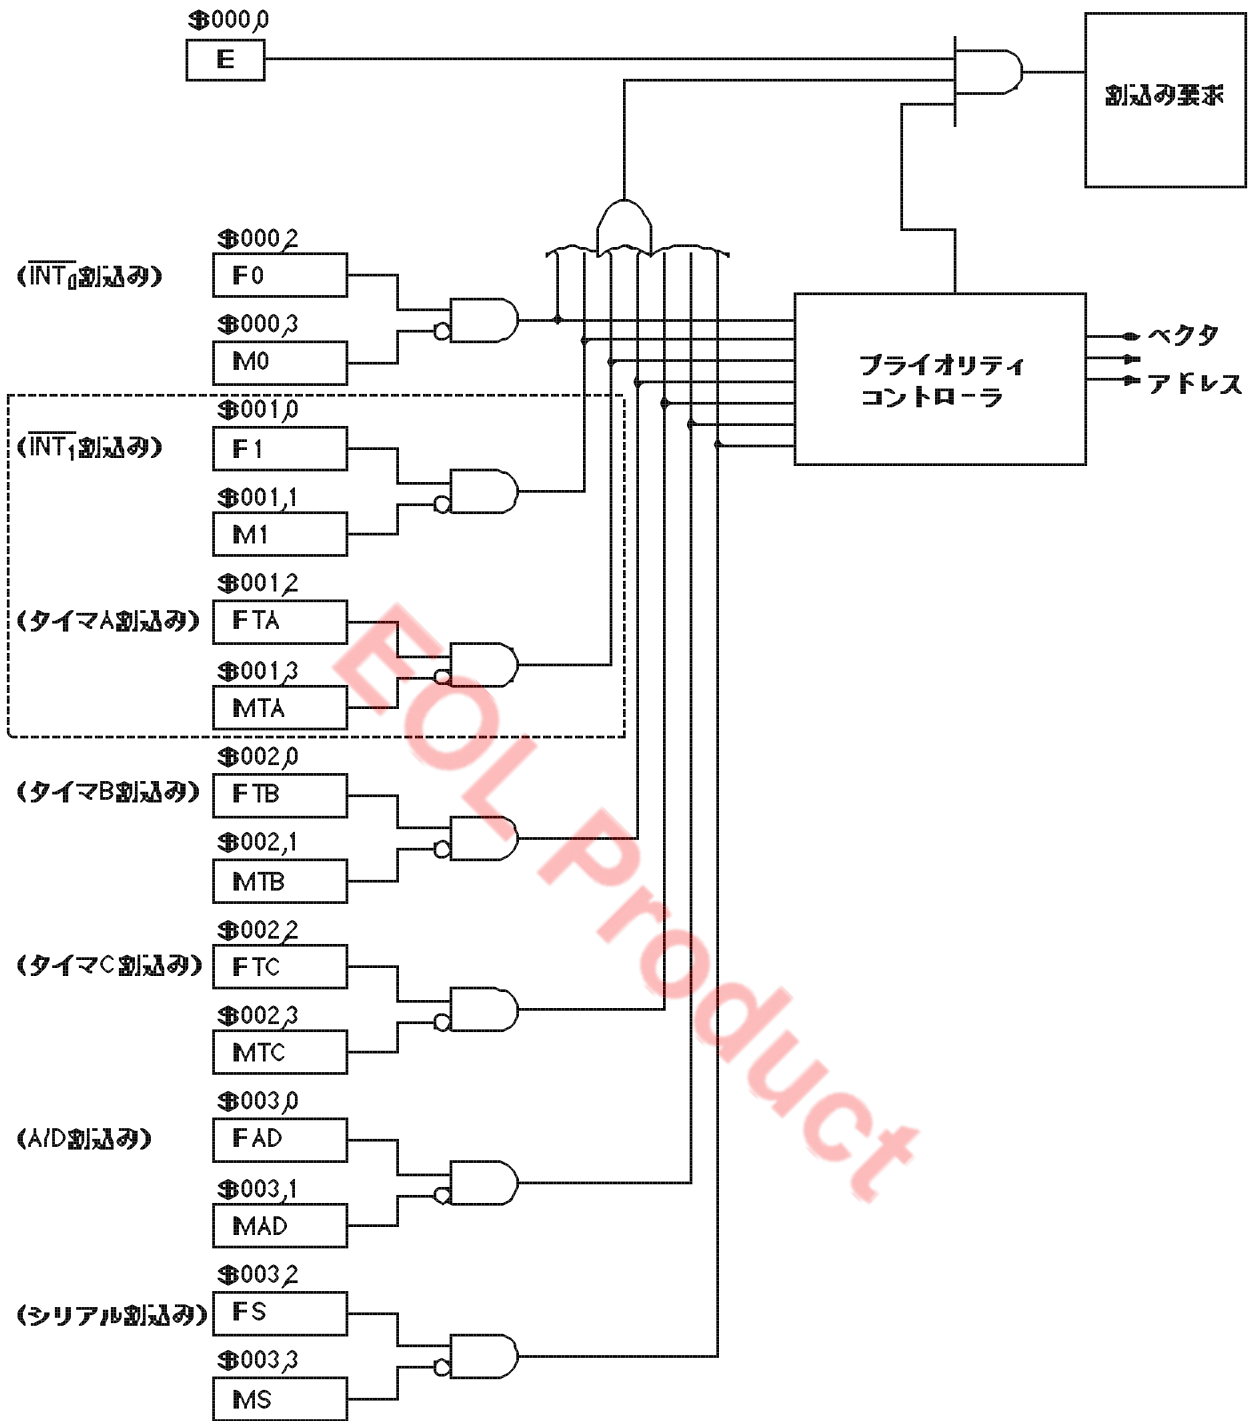 $000,0
E
割込み要求
$000,2
(INT0割込み)
F0
$000,3
M0
プライオリティ
コントローラ
ベクタ
アドレス
$001,0
(INT1割込み)
F1
$001,1
M1
$001,2
(タイマA割込み)
FTA
$001,3
MTA
$002,0
(タイマB割込み)
FTB
$002,1
MTB
$002,2
(タイマC割込み)
FTC
$002,3
MTC
$003,0
(A/D割込み)
FAD
$003,1
MAD
$003,2
(シリアル割込み)
FS
$003,3
MS
EOL Product